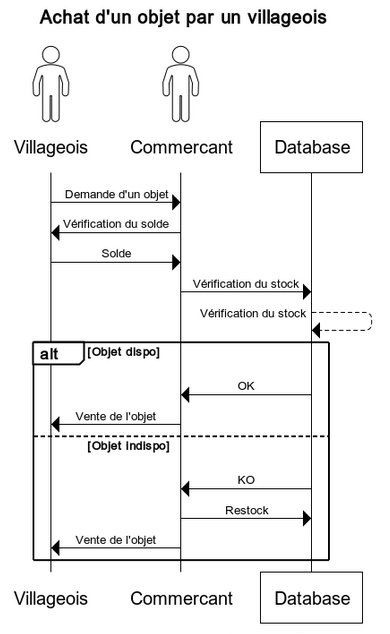 Achat d'un objet par un villageois
Villageois Commercant Database
Demande d'un objet
Vérification du solde
Solde
Vérification du stock
Vérification du stock
alt [Objet dispo]
OK
Vente de l'objet
[Objet indispo]
KO
Restock
Vente de l'objet
Villageois Commercant Database